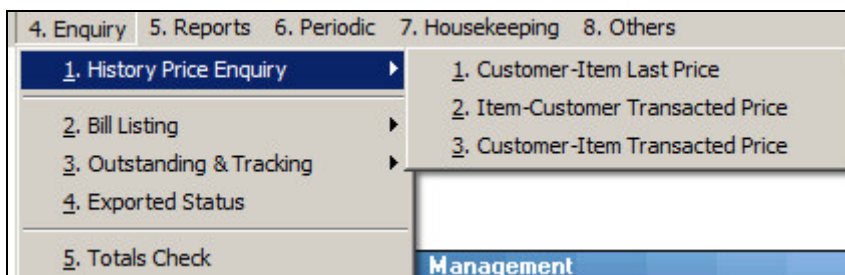 4. Enquiry 5. Reports 6. Periodic 7. Housekeeping 8. Others
1. History Price Enquiry
1. Customer-Item Last Price
2. Item-Customer Transacted Price
3. Customer-Item Transacted Price
2. Bill Listing
3. Outstanding & Tracking
4. Exported Status
5. Totals Check
Management